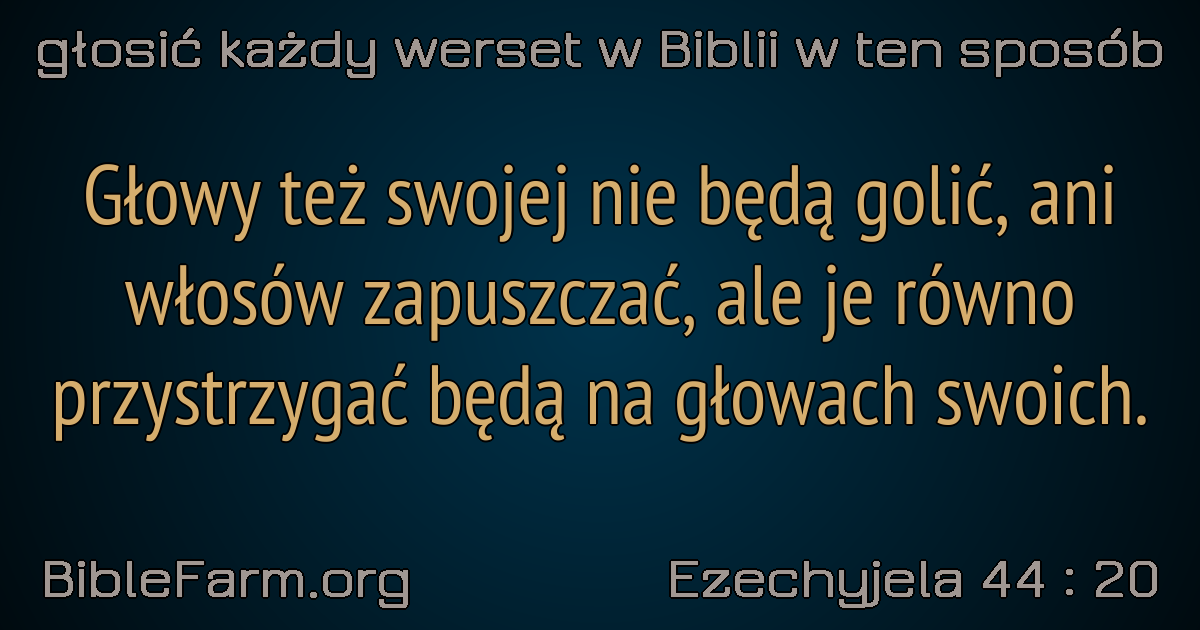 głosić każdy werset w Biblii w ten sposób
Głowy też swojej nie będą golić, ani
włosów zapuszczać, ale je równo
przystrzygać będą na głowach swoich.
BibleFarm.org
Ezechyjela 44 : 20